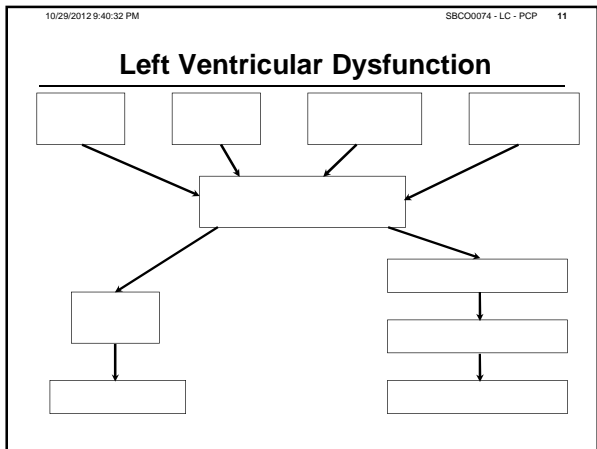 10/29/2012 9:40:32 PM SBCO0074 - LC - PCP 11
Left Ventricular Dysfunction